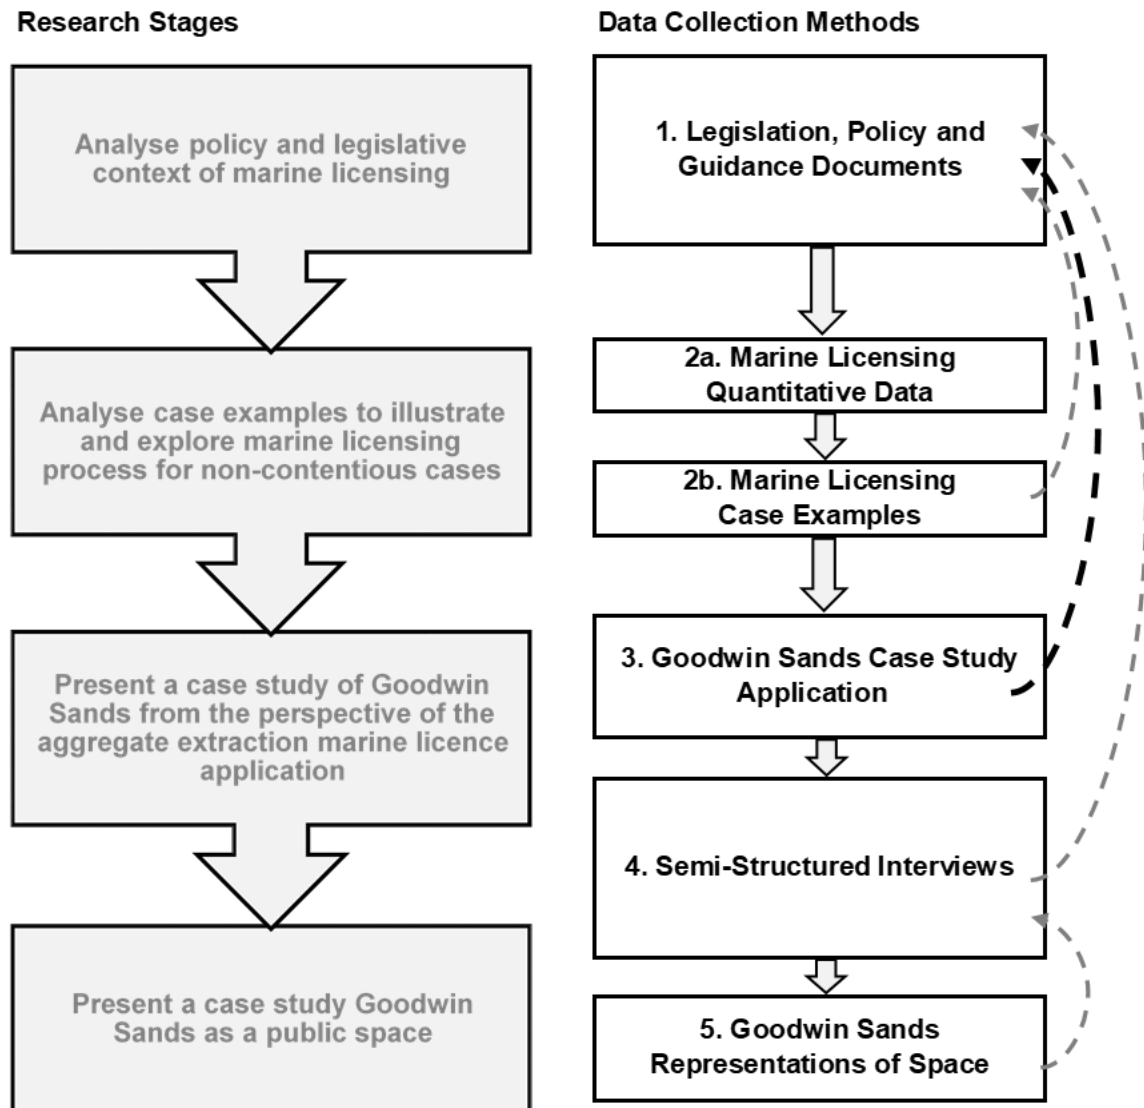 Research Stages
Analyse policy and legislative
context of marine licensing
Analyse case examples to illustrate
and explore marine licensing
process for non-contentious cases
Present a case study of Goodwin
Sands from the perspective of the
aggregate extraction marine licence
application
Present a case study Goodwin
Sands as a public space
Data Collection Methods
1. Legislation, Policy and
Guidance Documents
2a. Marine Licensing
Quantitative Data
2b. Marine Licensing
Case Examples
3. Goodwin Sands Case Study
Application
4. Semi-Structured Interviews
5. Goodwin Sands
Representations of Space